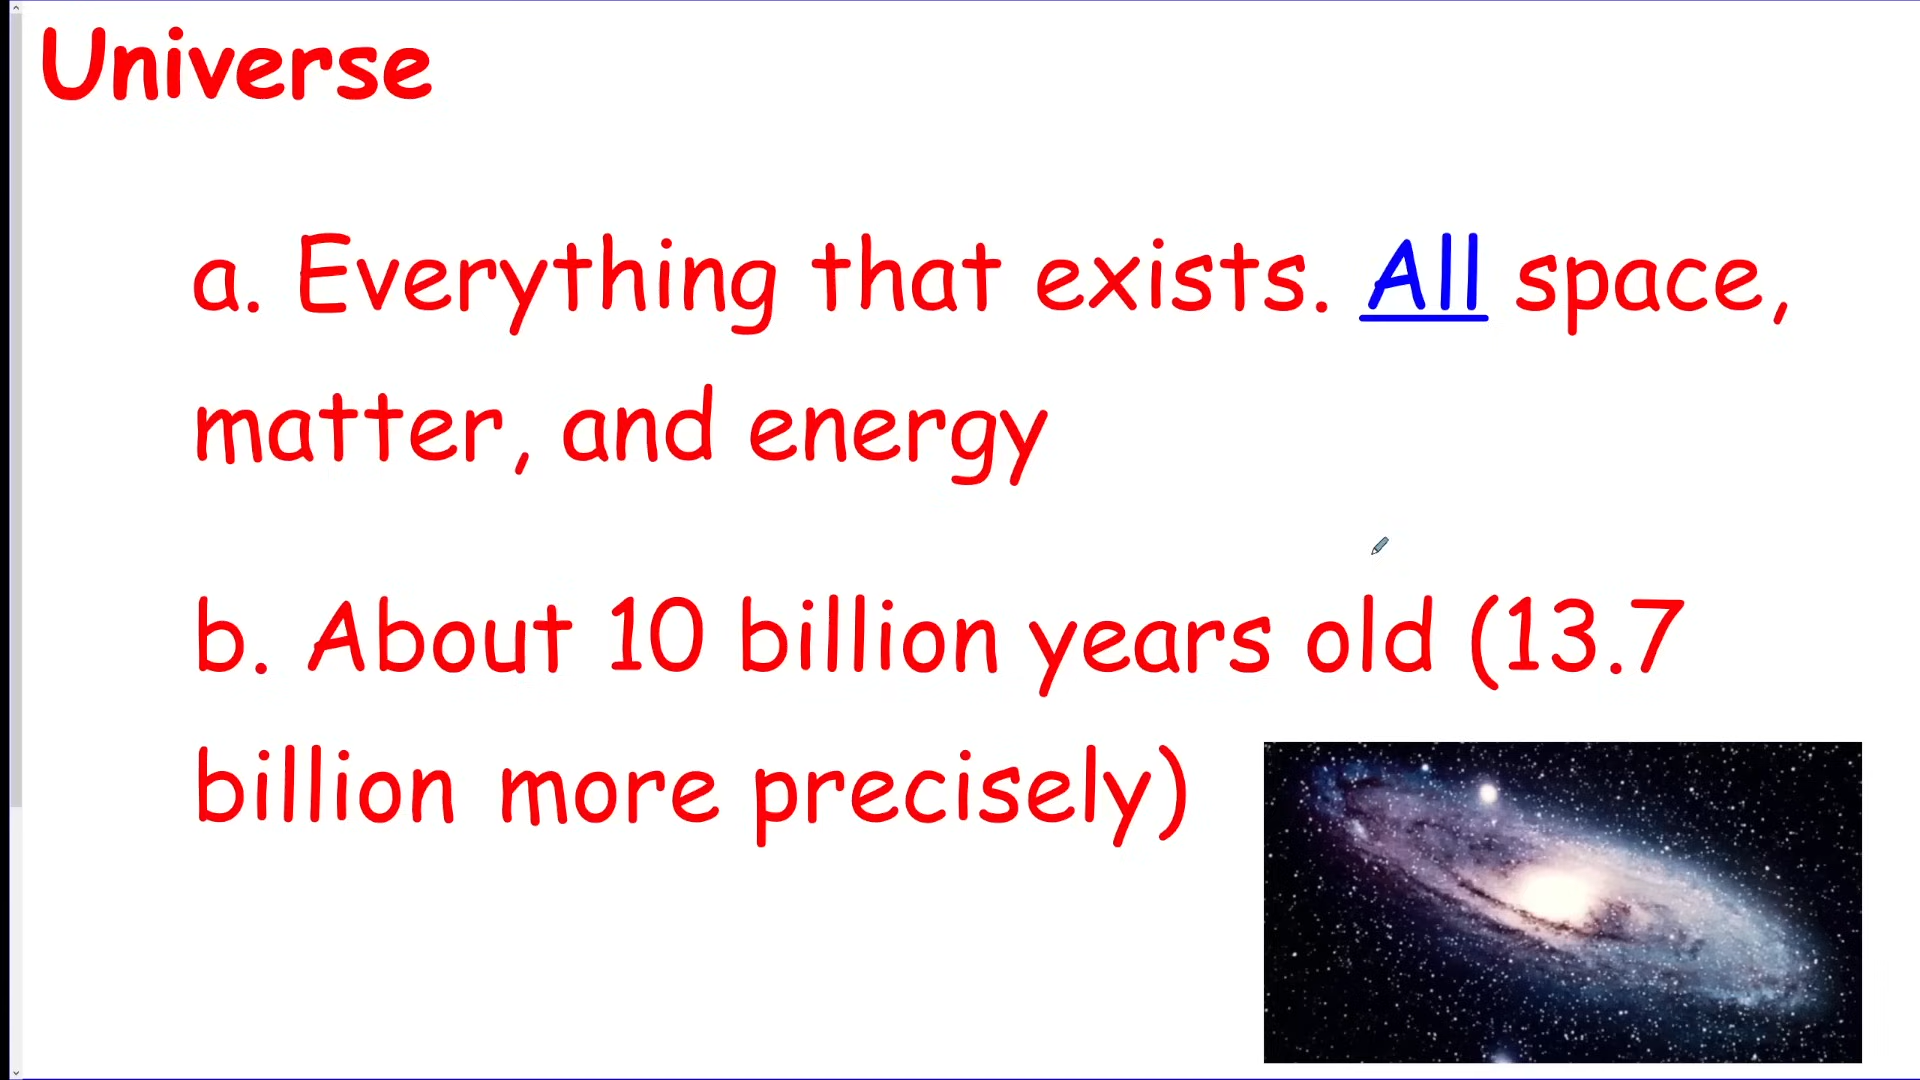 Universe
a. Everything that exists. All space,
matter, and energy
b. About 10 billion years old (13.7
billion more precisely)